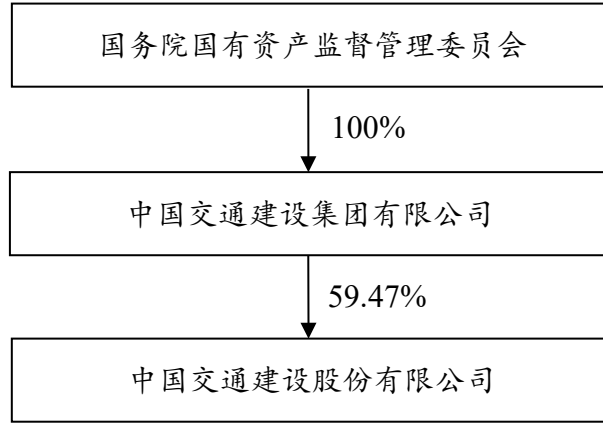 国务院国有资产监督管理委员会
100%
中国交通建设集团有限公司
59.47%
中国交通建设股份有限公司